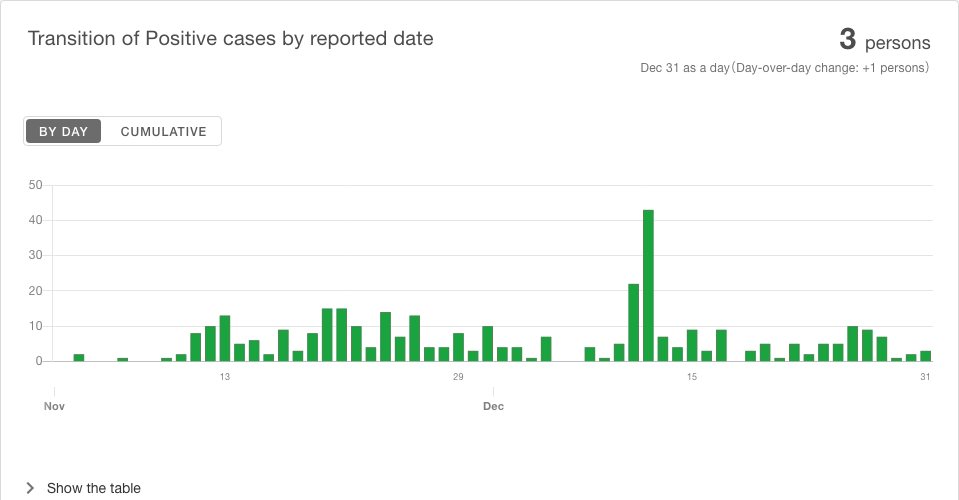 Transition of Positive cases by reported date
3 persons
Dec 31 as a day(Day-over-day change: +1 persons)
BY DAY CUMULATIVE
50
40
30
20
10
0
13 29 15 31
Nov Dec
Show the table